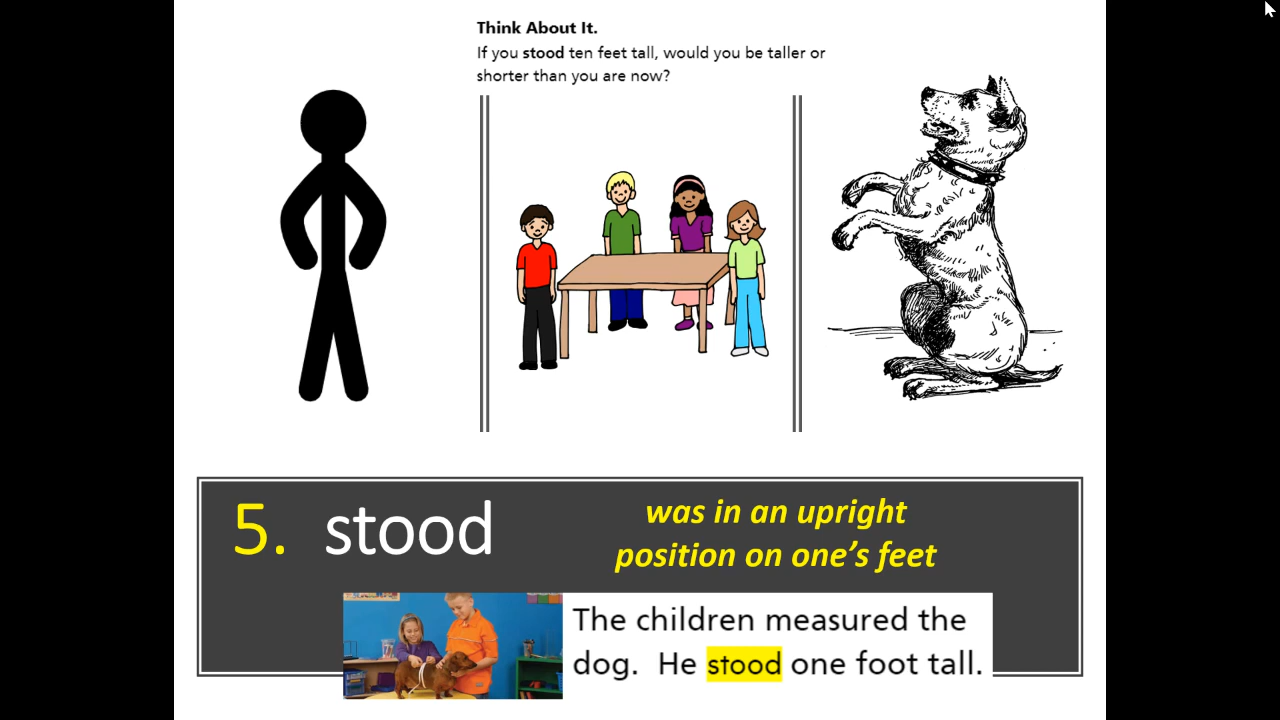 Think About It.
If you stood ten feet tall, would you be taller or
shorter than you are now?
5. stood
was in an upright
position on one’s feet
The children measured the
dog. He stood one foot tall.